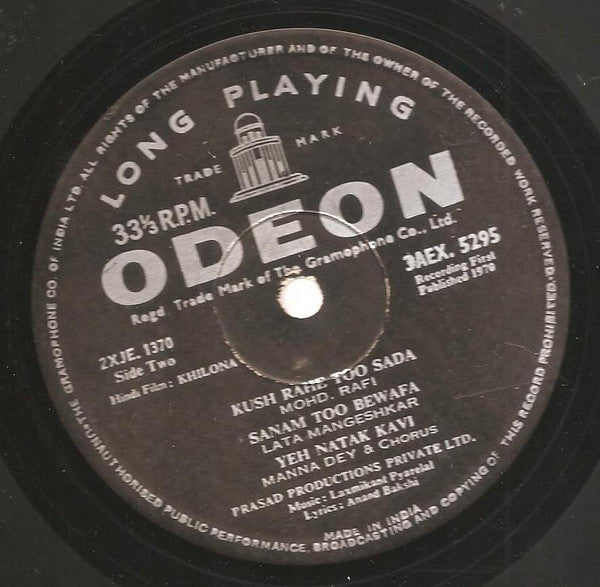 THE GRAMOPHONE CO. OF INDIA LTD. ALL RIGHTS OF THE MANUFACTURER AND OF THE OWNER OF THE RECORDED WORK RESERVED. UNAUTHORISED PUBLIC PERFORMANCE, BROADCASTING AND COPYING OF THIS RECORD PROHIBITED.
LONG PLAYING
TRADE MARK
33⅓ R.P.M.
ODEON
Regd. Trade Mark of The Gramophone Co., Ltd.
3AEX. 5295
Recording First
Published 1970
2XJE. 1370
Side Two
Hindi Film: KHILONA
KUSH RAHE TOO SADA
MOHD. RAFI
SANAM TOO BEWAFA
LATA MANGESHKAR
YEH NATAK KAVI
MANNA DEY & CHORUS
PRASAD PRODUCTIONS PRIVATE LTD.
Music: Laxmikant Pyarelal
Lyrics: Anand Bakshi
MADE IN INDIA